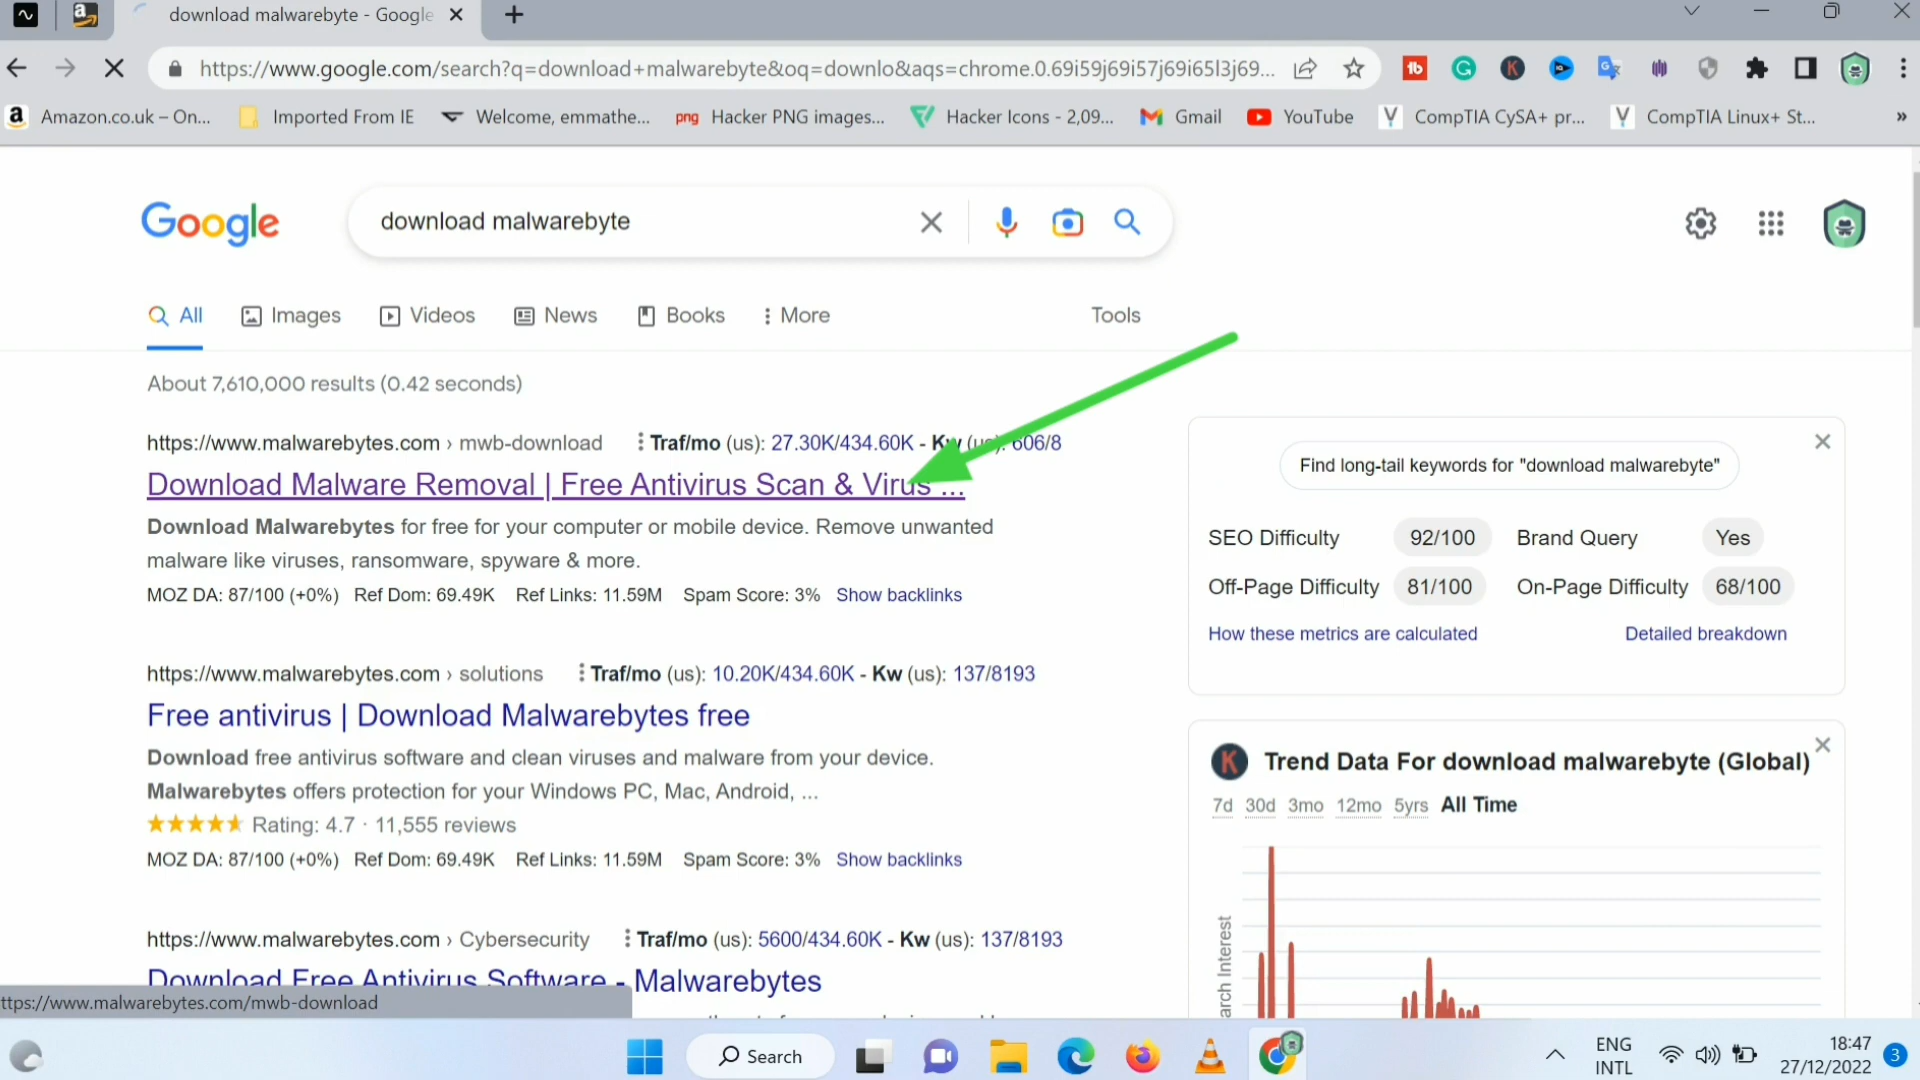 download malwarebyte - Google
https://www.google.com/search?q=download+malwarebyte&oq=downlo&aqs=chrome.0.69i59j69i57j69i65l3j69...
Amazon.co.uk – On...
Imported From IE
Welcome, emmathe...
png
Hacker PNG images...
Hacker Icons - 2,09...
Gmail
YouTube
CompTIA CySA+ pr...
CompTIA Linux+ St...
»
Google
download malwarebyte
All
Images
Videos
News
Books
More
Tools
About 7,610,000 results (0.42 seconds)
https://www.malwarebytes.com › mwb-download
Traf/mo (us): 27.30K/434.60K - Kw (us): 606/8
Download Malware Removal | Free Antivirus Scan & Virus ...
Download Malwarebytes for free for your computer or mobile device. Remove unwanted
malware like viruses, ransomware, spyware & more.
MOZ DA: 87/100 (+0%) Ref Dom: 69.49K Ref Links: 11.59M Spam Score: 3% Show backlinks
https://www.malwarebytes.com › solutions
Traf/mo (us): 10.20K/434.60K - Kw (us): 137/8193
Free antivirus | Download Malwarebytes free
Download free antivirus software and clean viruses and malware from your device.
Malwarebytes offers protection for your Windows PC, Mac, Android, ...
Rating: 4.7 · 11,555 reviews
MOZ DA: 87/100 (+0%) Ref Dom: 69.49K Ref Links: 11.59M Spam Score: 3% Show backlinks
https://www.malwarebytes.com › Cybersecurity
Traf/mo (us): 5600/434.60K - Kw (us): 137/8193
Download Free Antivirus Software - Malwarebytes
ttps://www.malwarebytes.com/mwb-download
Find long-tail keywords for "download malwarebyte"
SEO Difficulty 92/100 Brand Query Yes
Off-Page Difficulty 81/100 On-Page Difficulty 68/100
How these metrics are calculated
Detailed breakdown
K
Trend Data For download malwarebyte (Global)
7d 30d 3mo 12mo 5yrs All Time
arch Interest
Search
ENG
INTL
18:47
27/12/2022
3